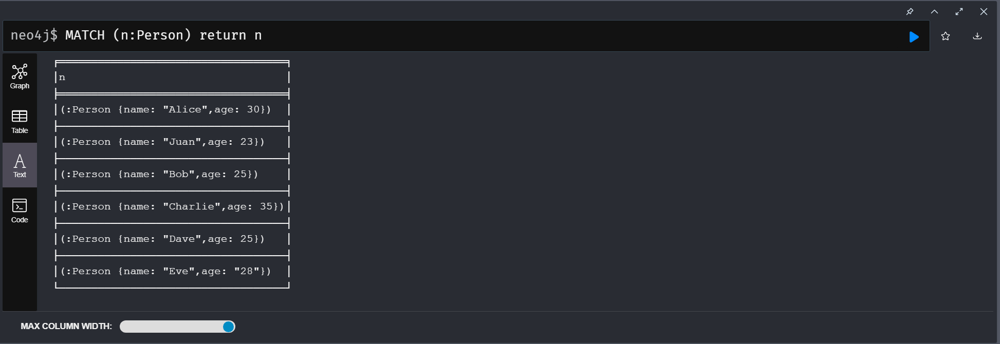 neo4j$ MATCH (n:Person) return n
Graph
Table
Text
Code
n
(:Person {name: "Alice",age: 30})
(:Person {name: "Juan",age: 23})
(:Person {name: "Bob",age: 25})
(:Person {name: "Charlie",age: 35})
(:Person {name: "Dave",age: 25})
(:Person {name: "Eve",age: "28"})
MAX COLUMN WIDTH: